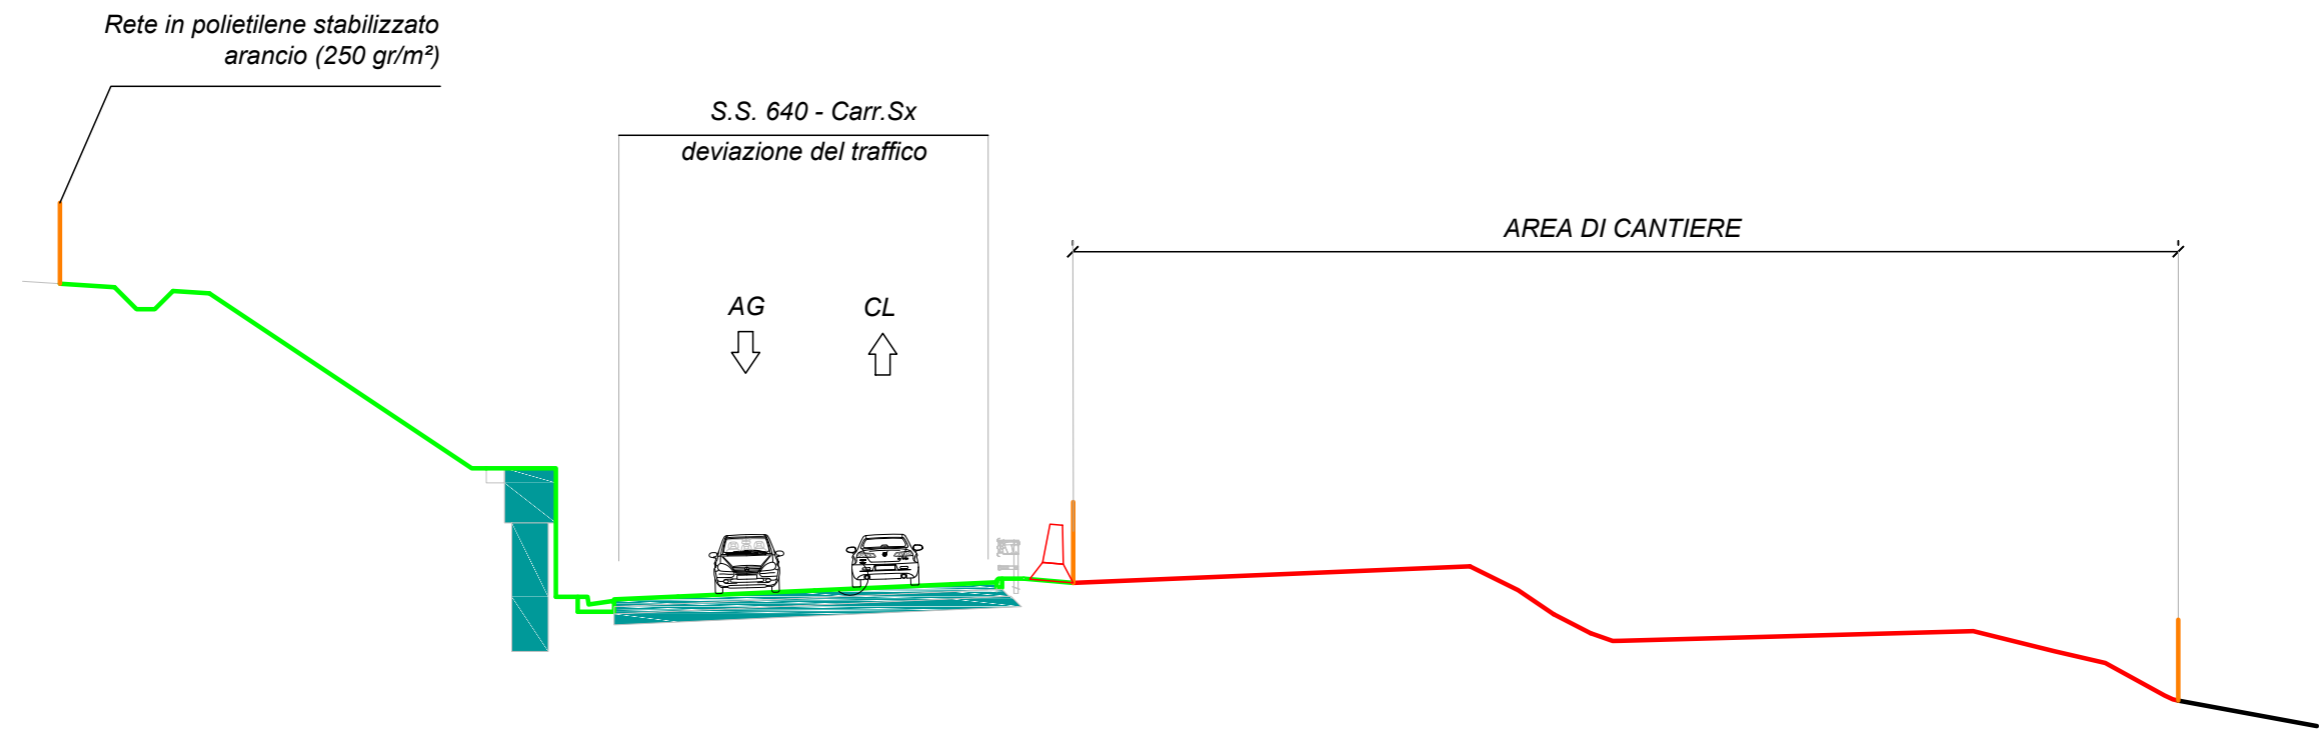 Rete in polietilene stabilizzato
arancio (250 gr/m²)
S.S. 640 - Carr.Sx
deviazione del traffico
AREA DI CANTIERE
AG
CL